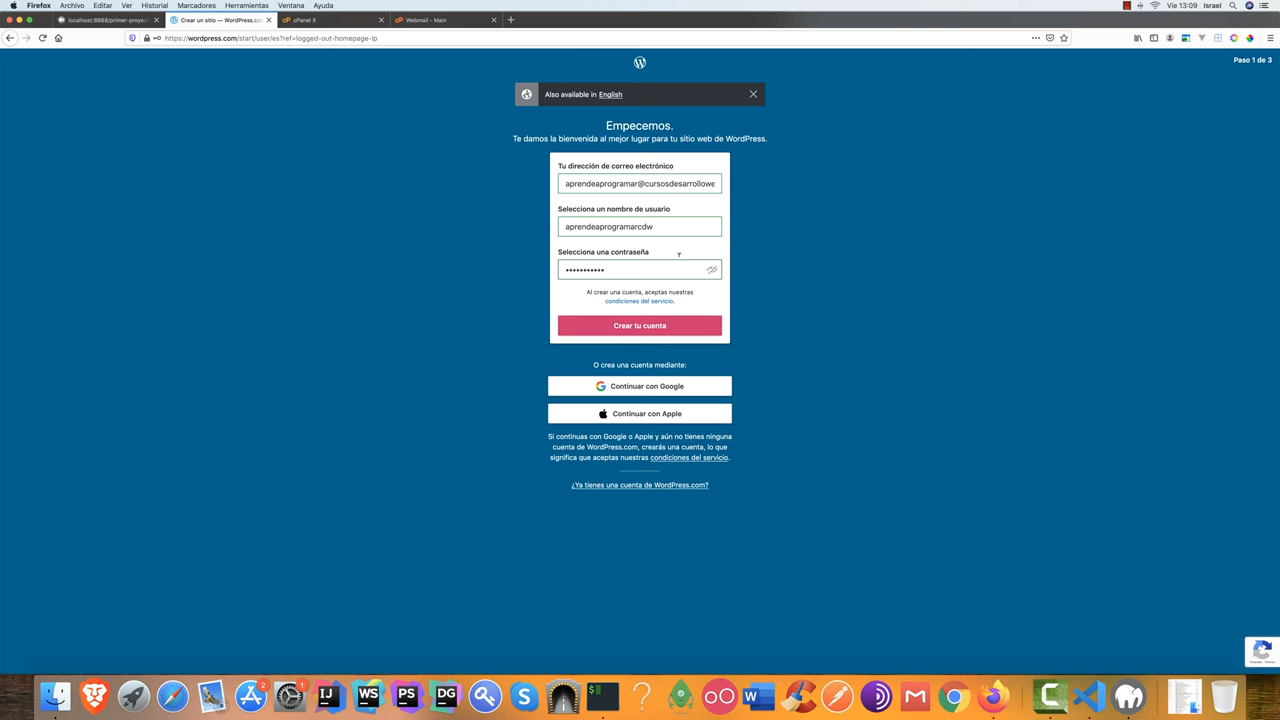 Firefox Archivo Editar Ver Historial Marcadores Herramientas Ventana Ayuda
Vie 13:09 Israel
localhost:8888/primer-proyec
Crear un sitio — WordPress.co
cPanel X
Webmail - Main
https://wordpress.com/start/user/es?ref=logged-out-homepage-lp
Paso 1 de 3
Also available in English
Empecemos.
Te damos la bienvenida al mejor lugar para tu sitio web de WordPress.
Tu dirección de correo electrónico
aprendeaprogramar@cursosdesarrollowe
Selecciona un nombre de usuario
aprendeaprogramarcdw
Selecciona una contraseña
•••••••••••
Al crear una cuenta, aceptas nuestras
condiciones del servicio.
Crear tu cuenta
O crea una cuenta mediante:
Continuar con Google
Continuar con Apple
Si continuas con Google o Apple y aún no tienes ninguna
cuenta de WordPress.com, crearás una cuenta, lo que
significa que aceptas nuestras condiciones del servicio.
¿Ya tienes una cuenta de WordPress.com?
2
1
IJ
WS
PS
DG